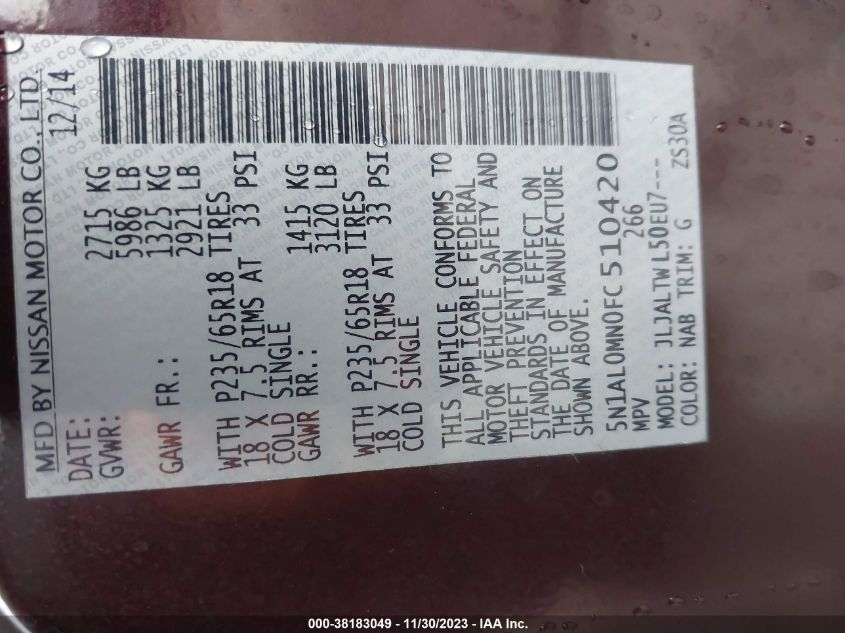 MFD BY NISSAN MOTOR CO., LTD.
DATE: 12/14
GVWR: 2715 KG
5986 LB
GAWR FR.: 1325 KG
2921 LB
WITH P235/65R18 TIRES
18 X 7.5 RIMS AT 33 PSI
COLD SINGLE
GAWR RR.: 1415 KG
3120 LB
WITH P235/65R18 TIRES
18 X 7.5 RIMS AT 33 PSI
COLD SINGLE
THIS VEHICLE CONFORMS TO
ALL APPLICABLE FEDERAL
MOTOR VEHICLE SAFETY AND
THEFT PREVENTION
STANDARDS IN EFFECT ON
THE DATE OF MANUFACTURE
SHOWN ABOVE.
5N1AL0MN0FC510420
MPV 266
MODEL: JLJALTWL50EU7---
COLOR: NAB TRIM: G ZS30A
000-38183049 - 11/30/2023 - IAA Inc.